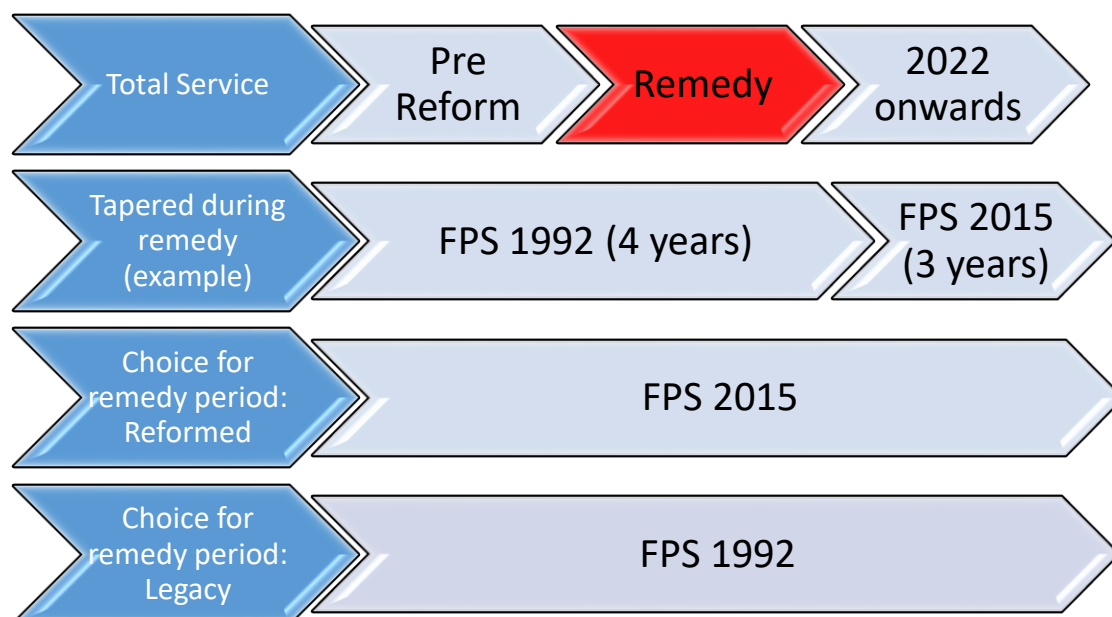 Total Service
Pre
Reform
Remedy
2022
onwards
Tapered during
remedy
(example)
FPS 1992 (4 years)
FPS 2015
(3 years)
Choice for
remedy period:
Reformed
FPS 2015
Choice for
remedy period:
Legacy
FPS 1992